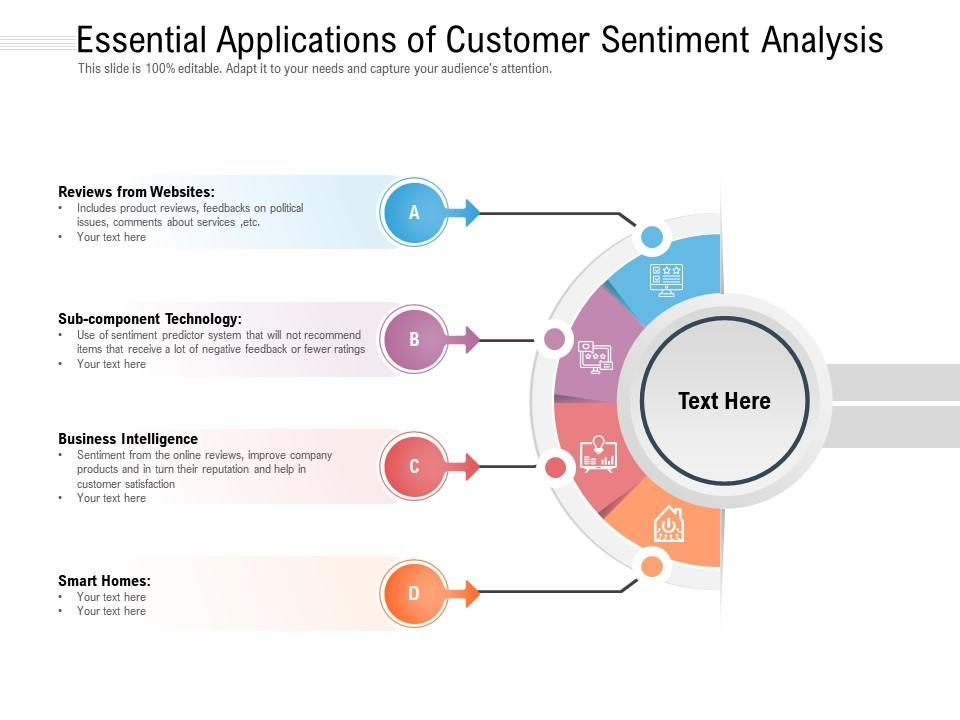 Essential Applications of Customer Sentiment Analysis
This slide is 100% editable. Adapt it to your needs and capture your audience's attention.
Reviews from Websites:
• Includes product reviews, feedbacks on political
issues, comments about services ,etc.
• Your text here
A
Sub-component Technology:
• Use of sentiment predictor system that will not recommend
items that receive a lot of negative feedback or fewer ratings
• Your text here
B
Business Intelligence
• Sentiment from the online reviews, improve company
products and in turn their reputation and help in
customer satisfaction
• Your text here
C
Smart Homes:
• Your text here
• Your text here
D
Text Here